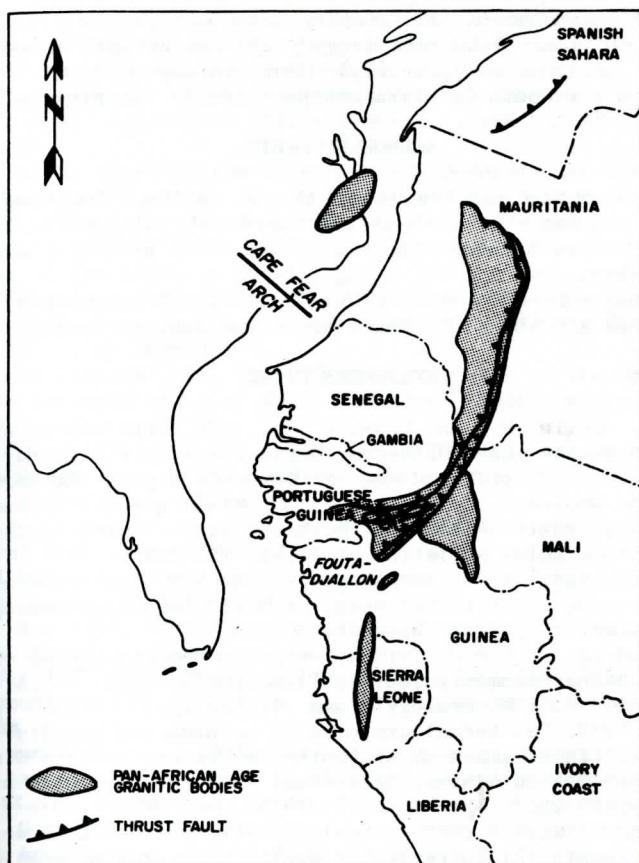 SPANISH
SAHARA
N
MAURITANIA
CAPE FEAR
ARCH
SENEGAL
GAMBIA
PORTUGUESE
GUINEA
MALI
FOUTA-
DJALLON
GUINEA
SIERRA
LEONE
IVORY
COAST
LIBERIA
PAN-AFRICAN AGE
GRANITIC BODIES
THRUST FAULT